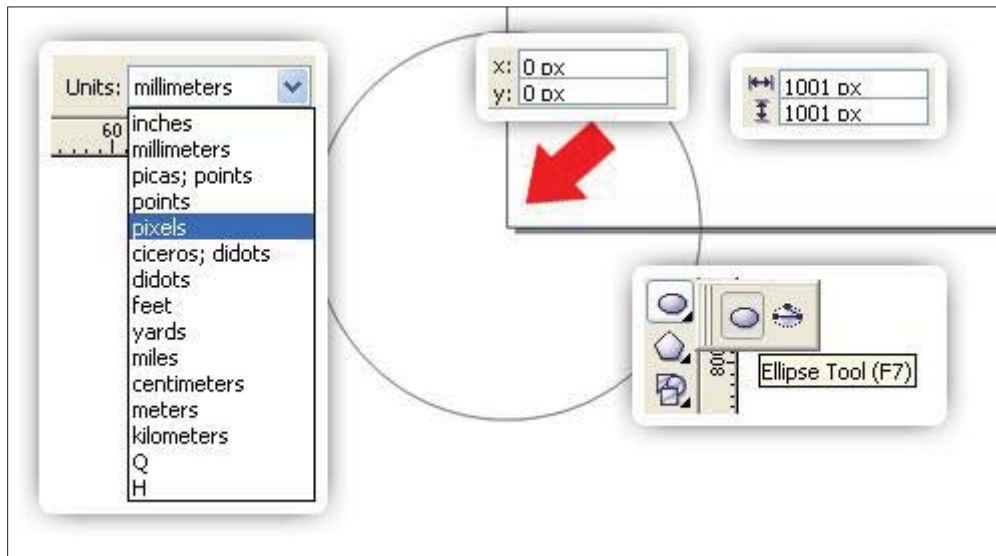 Units: millimeters
60
inches
millimeters
picas; points
points
pixels
ciceros; didots
didots
feet
yards
miles
centimeters
meters
kilometers
Q
H
x: 0 px
y: 0 px
1001 px
1001 px
800
Ellipse Tool (F7)